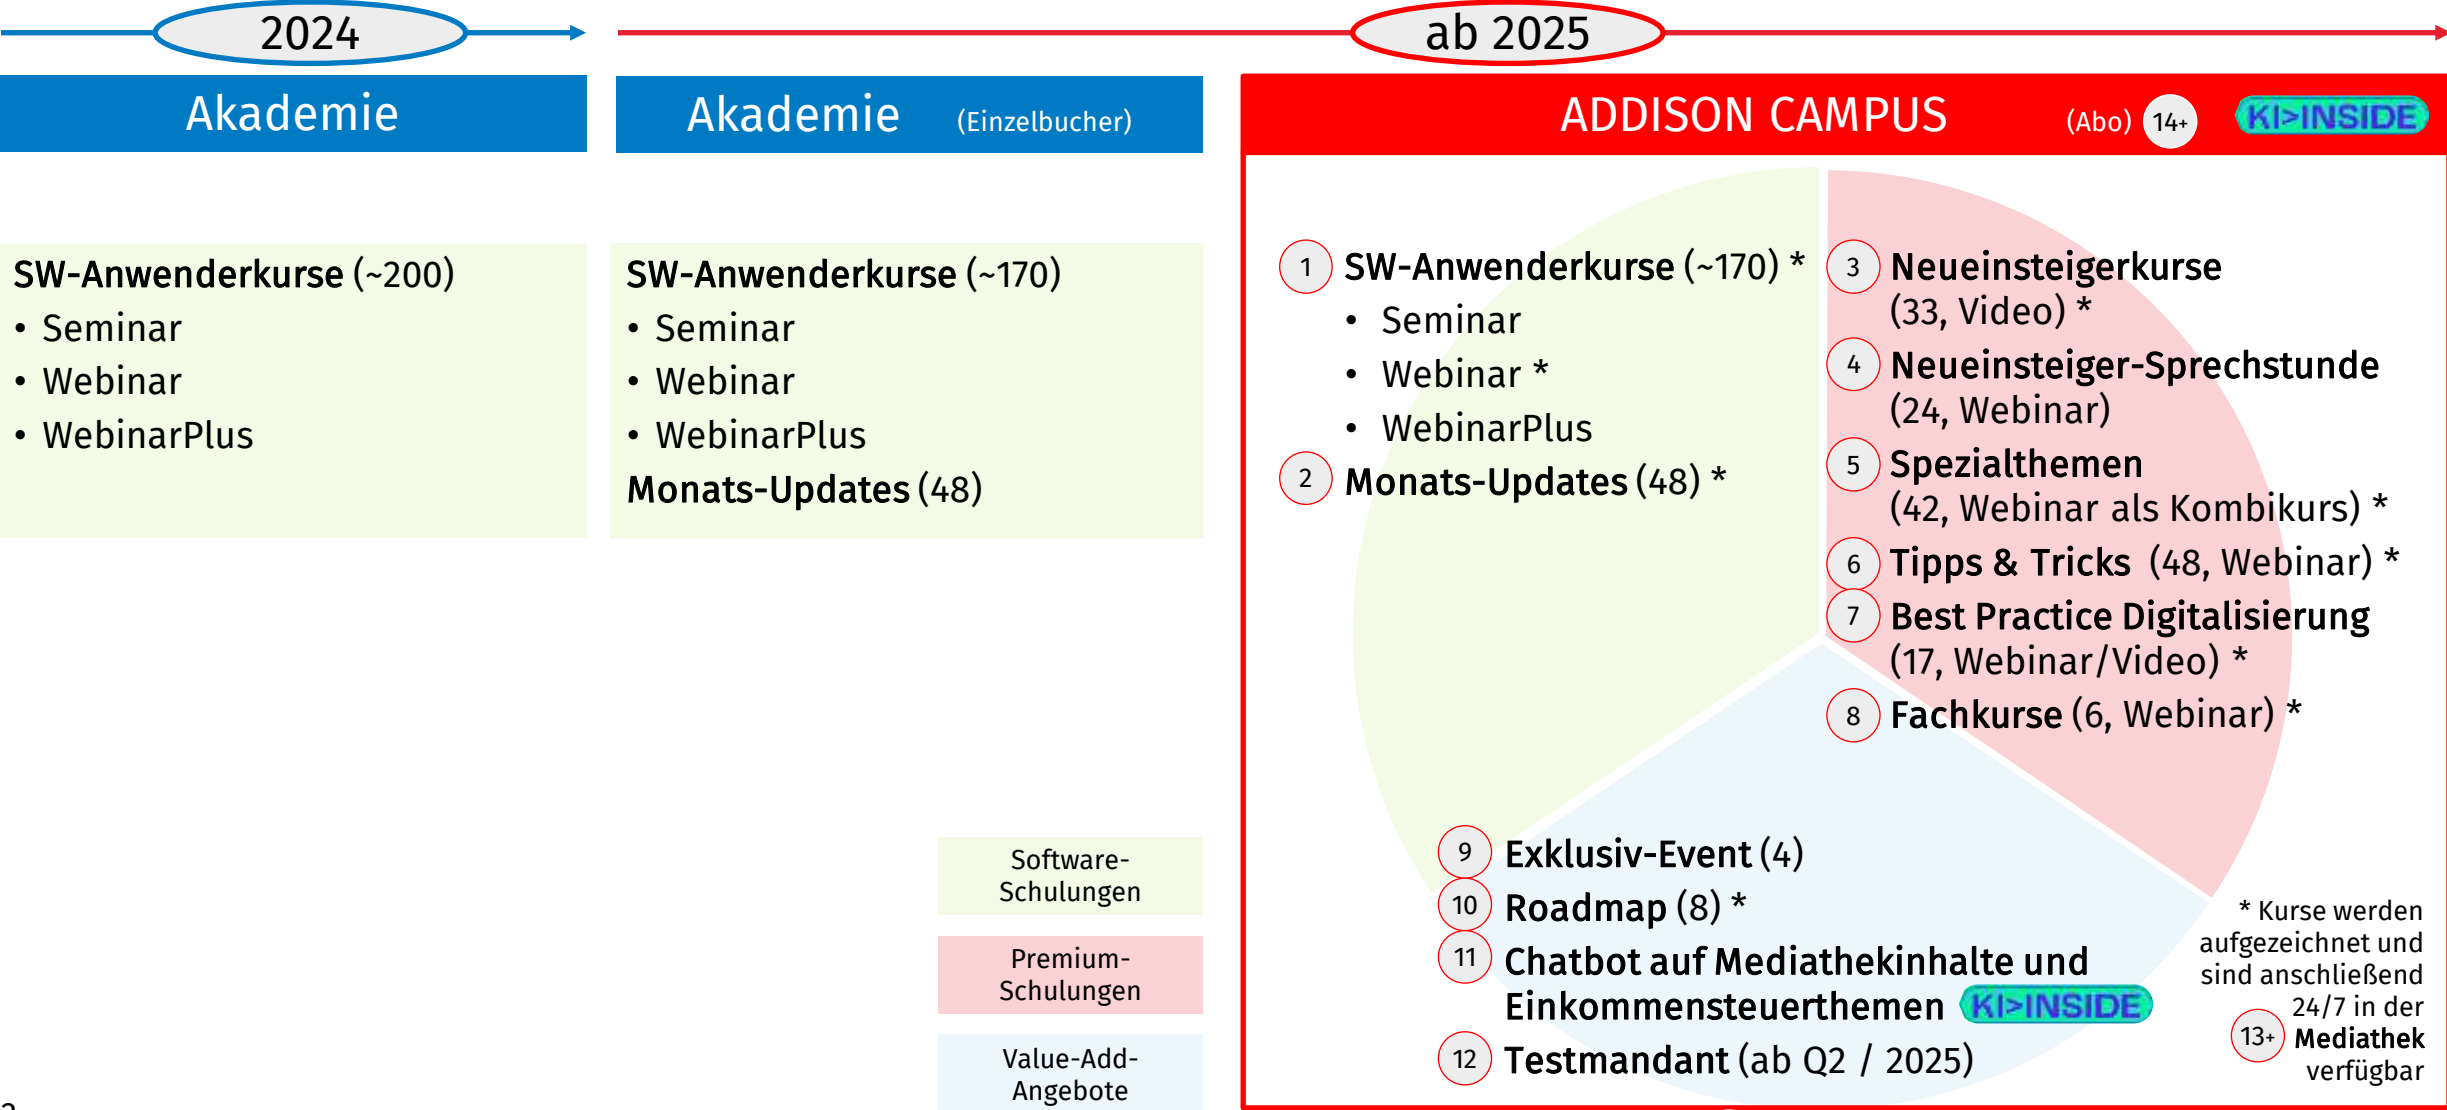 2024
ab 2025
Akademie
Akademie (Einzelbucher)
ADDISON CAMPUS (Abo) 14+ KI>INSIDE
SW-Anwenderkurse (~200)
• Seminar
• Webinar
• WebinarPlus
SW-Anwenderkurse (~170)
• Seminar
• Webinar
• WebinarPlus
Monats-Updates (48)
1 SW-Anwenderkurse (~170) *
• Seminar
• Webinar *
• WebinarPlus
2 Monats-Updates (48) *
3 Neueinsteigerkurse
(33, Video) *
4 Neueinsteiger-Sprechstunde
(24, Webinar)
5 Spezialthemen
(42, Webinar als Kombikurs) *
6 Tipps & Tricks (48, Webinar) *
7 Best Practice Digitalisierung
(17, Webinar/Video) *
8 Fachkurse (6, Webinar) *
9 Exklusiv-Event (4)
10 Roadmap (8) *
11 Chatbot auf Mediathekinhalte und
Einkommensteuerthemen KI>INSIDE
12 Testmandant (ab Q2 / 2025)
Software-
Schulungen
Premium-
Schulungen
Value-Add-
Angebote
* Kurse werden
aufgezeichnet und
sind anschließend
24/7 in der
13+ Mediathek
verfügbar